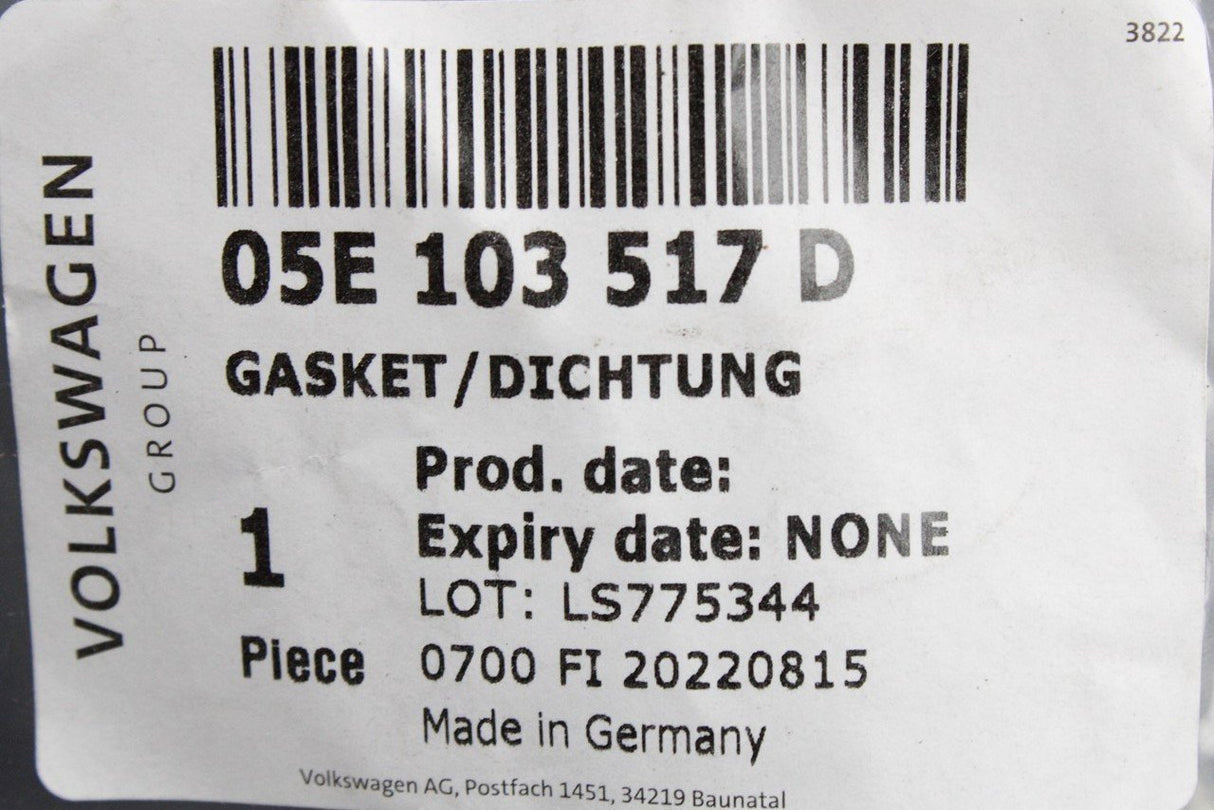 3822
VOLKSWAGEN
GROUP
05E 103 517 D
GASKET/DICHTUNG
Prod. date:
Expiry date: NONE
LOT: LS775344
1
Piece
0700 FI 20220815
Made in Germany
Volkswagen AG, Postfach 1451, 34219 Baunatal